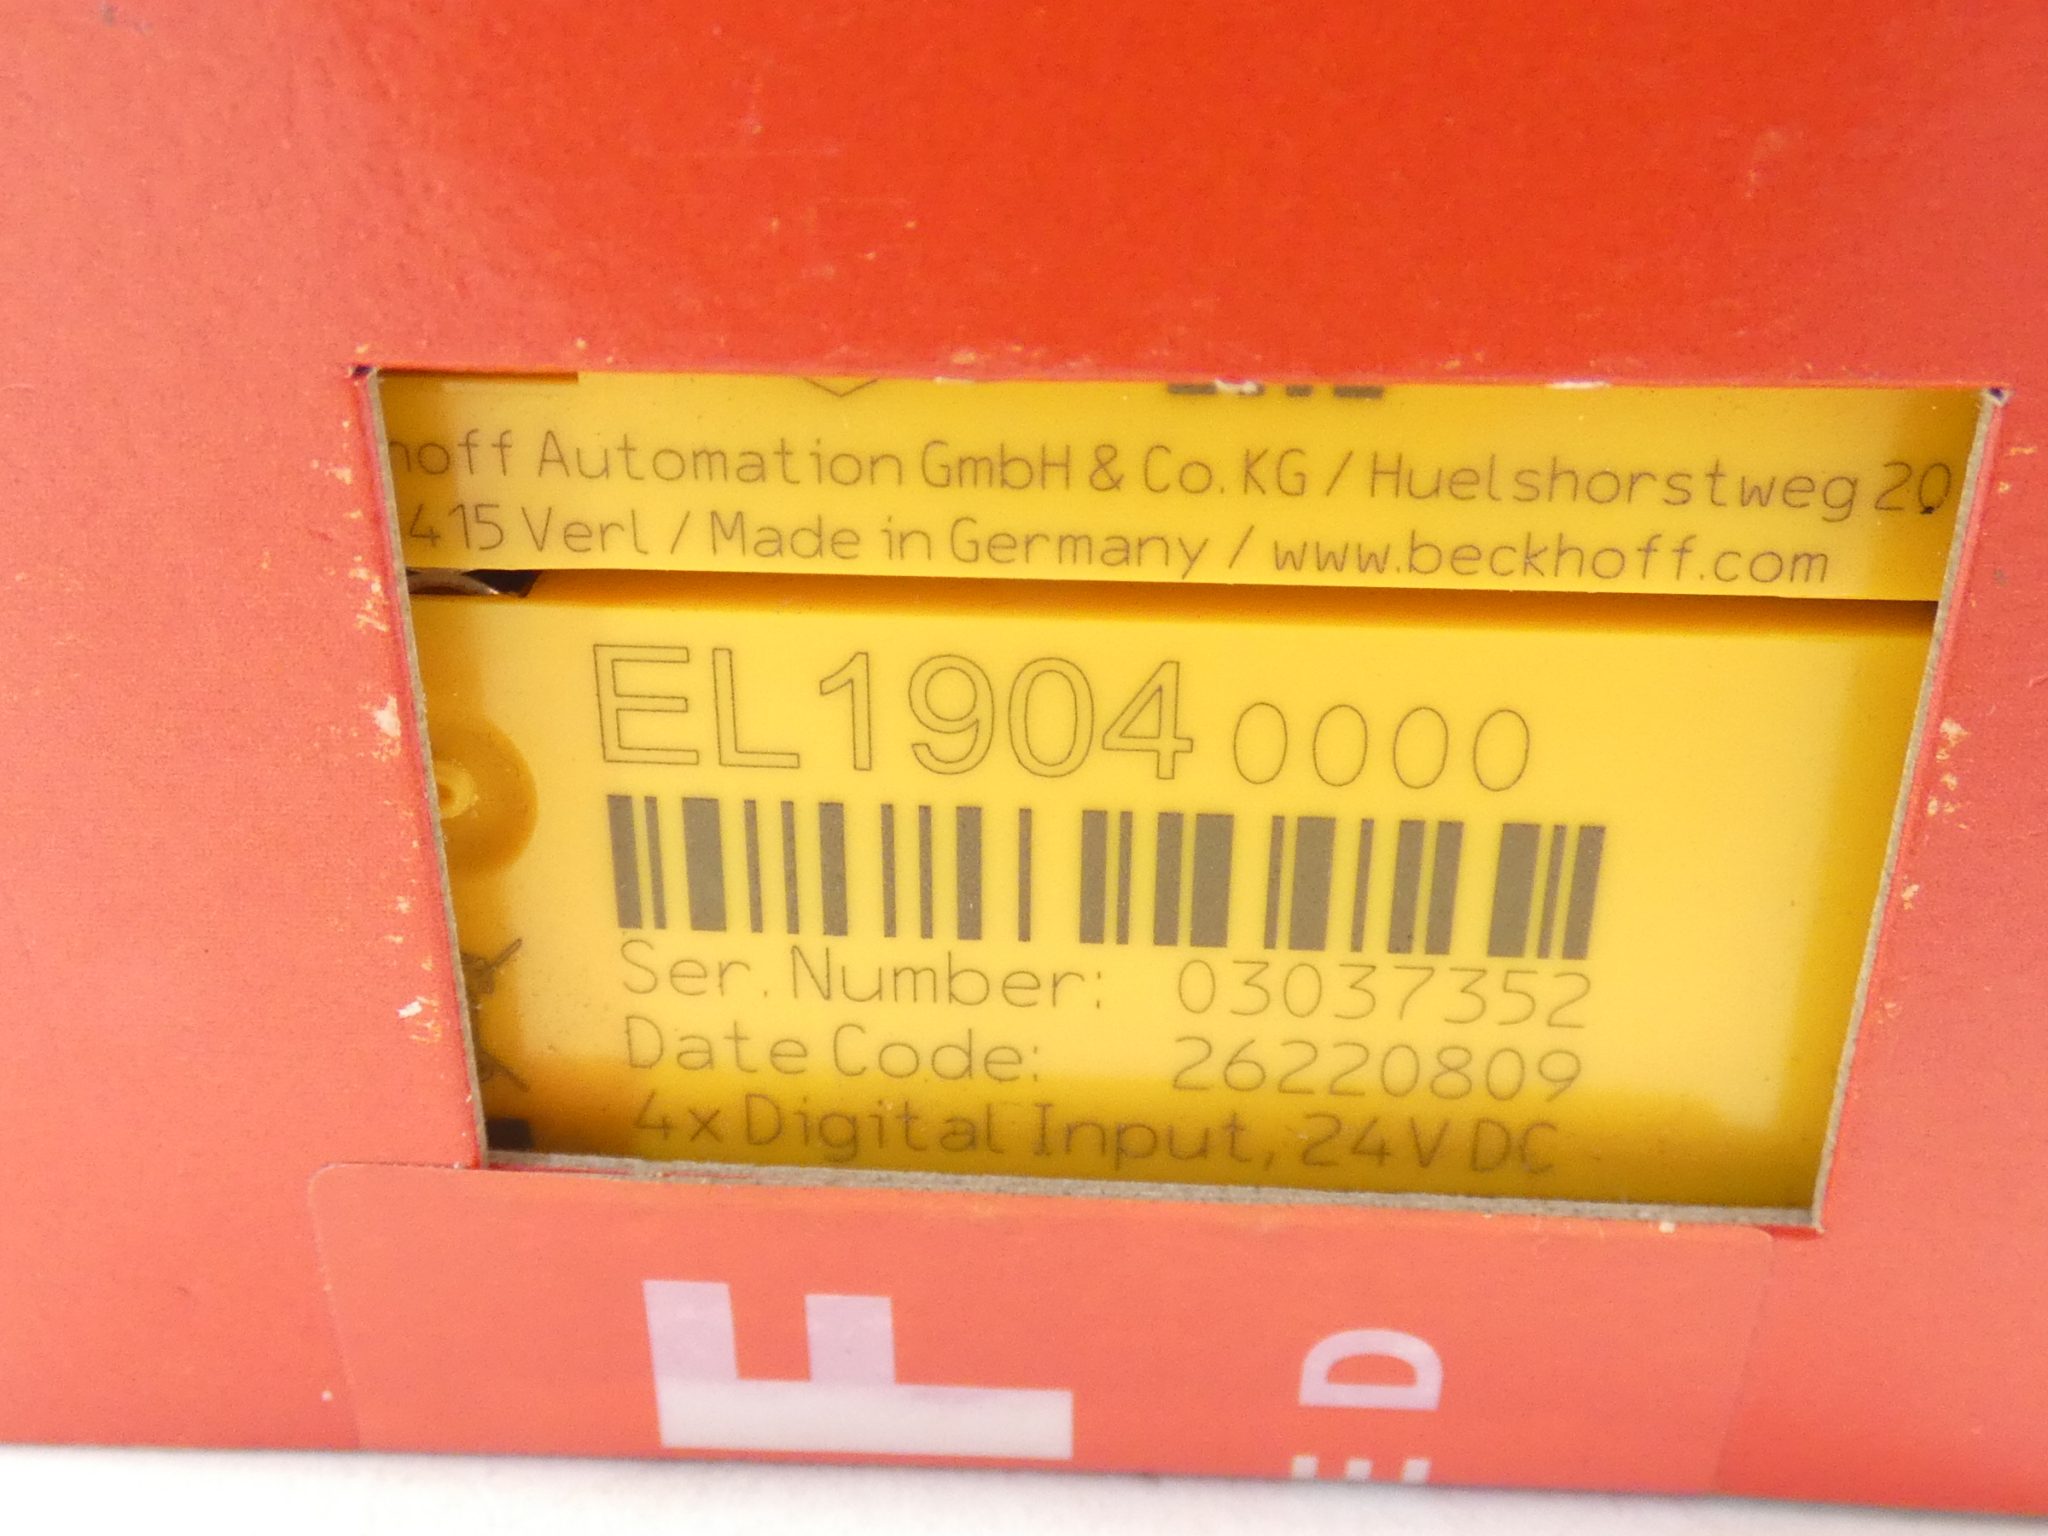 hoff Automation GmbH & Co. KG / Huelshorstweg 20
415 Verl / Made in Germany / www.beckhoff.com
EL1904 0000
Ser. Number: 03037352
Date Code: 26220809
4x Digital Input, 24V DC
F
ED